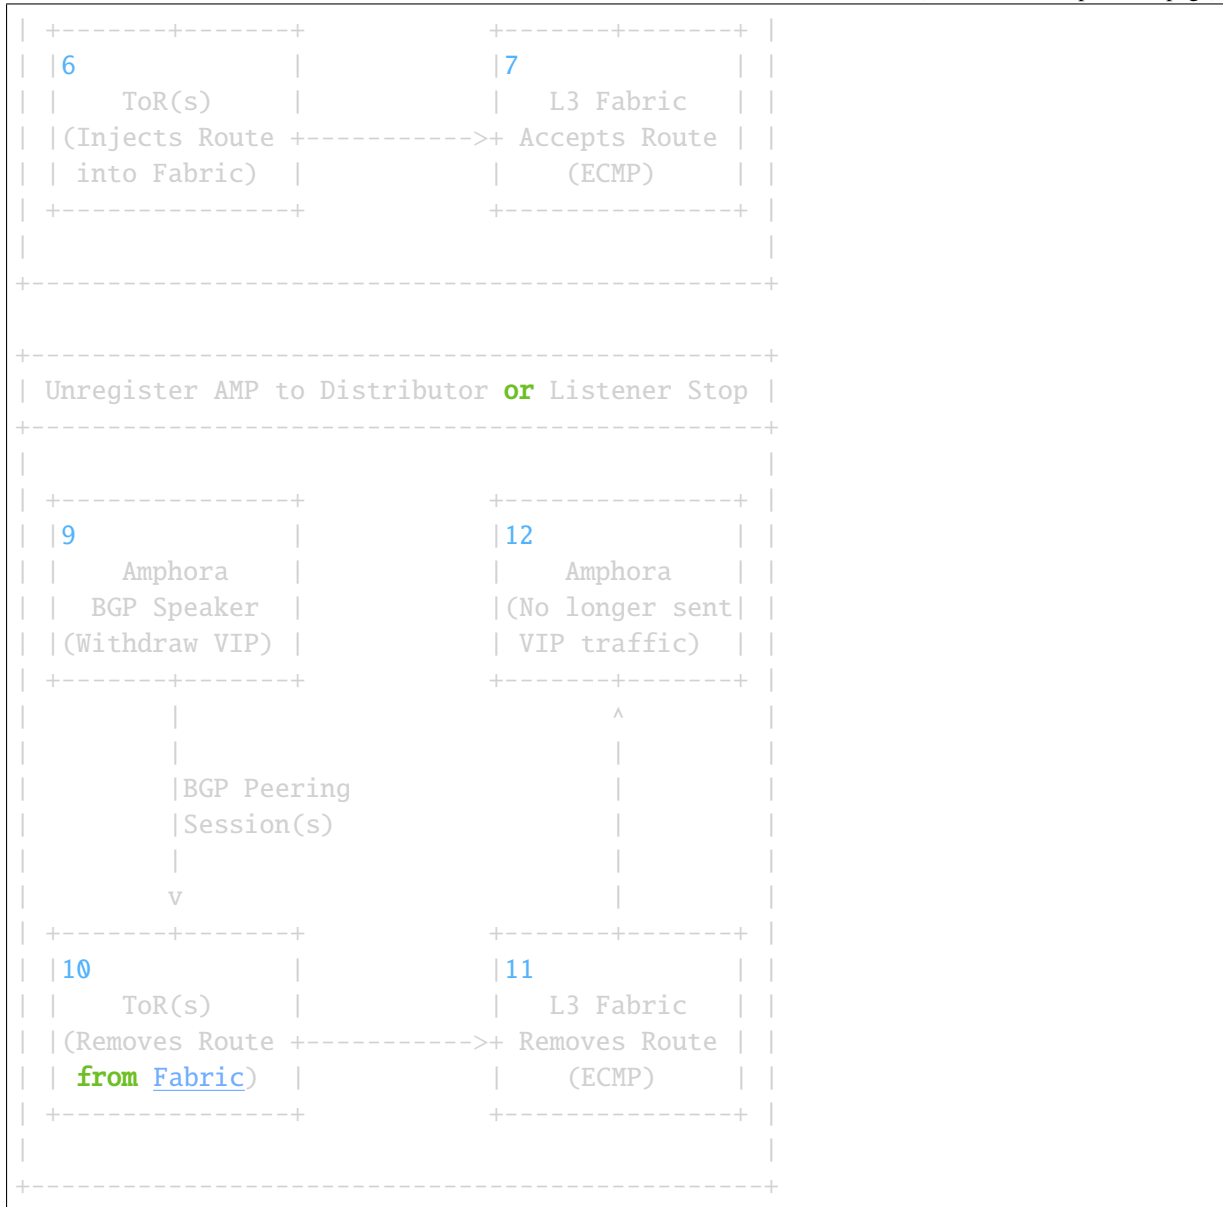 | +-------+-------+            +-------+-------+ |
| |6              |            |7              | |
| |    ToR(s)     |            |   L3 Fabric   | |
| |(Injects Route +----------->+ Accepts Route | |
| | into Fabric)  |            |    (ECMP)     | |
| +---------------+            +---------------+ |
|                                                |
+------------------------------------------------+
+------------------------------------------------+
| Unregister AMP to Distributor or Listener Stop |
+------------------------------------------------+
|                                                |
| +---------------+            +---------------+ |
| |9              |            |12             | |
| |    Amphora    |            |    Amphora    | |
| |  BGP Speaker  |            |(No longer sent| |
| |(Withdraw VIP) |            | VIP traffic)  | |
| +-------+-------+            +-------+-------+ |
|         |                            ^         |
|         |                            |         |
|         |BGP Peering                 |         |
|         |Session(s)                  |         |
|         |                            |         |
|         v                            |         |
| +-------+-------+            +-------+-------+ |
| |10             |            |11             | |
| |    ToR(s)     |            |   L3 Fabric   | |
| |(Removes Route +----------->+ Removes Route | |
| | from Fabric)  |            |    (ECMP)     | |
| +---------------+            +---------------+ |
|                                                |
+------------------------------------------------+